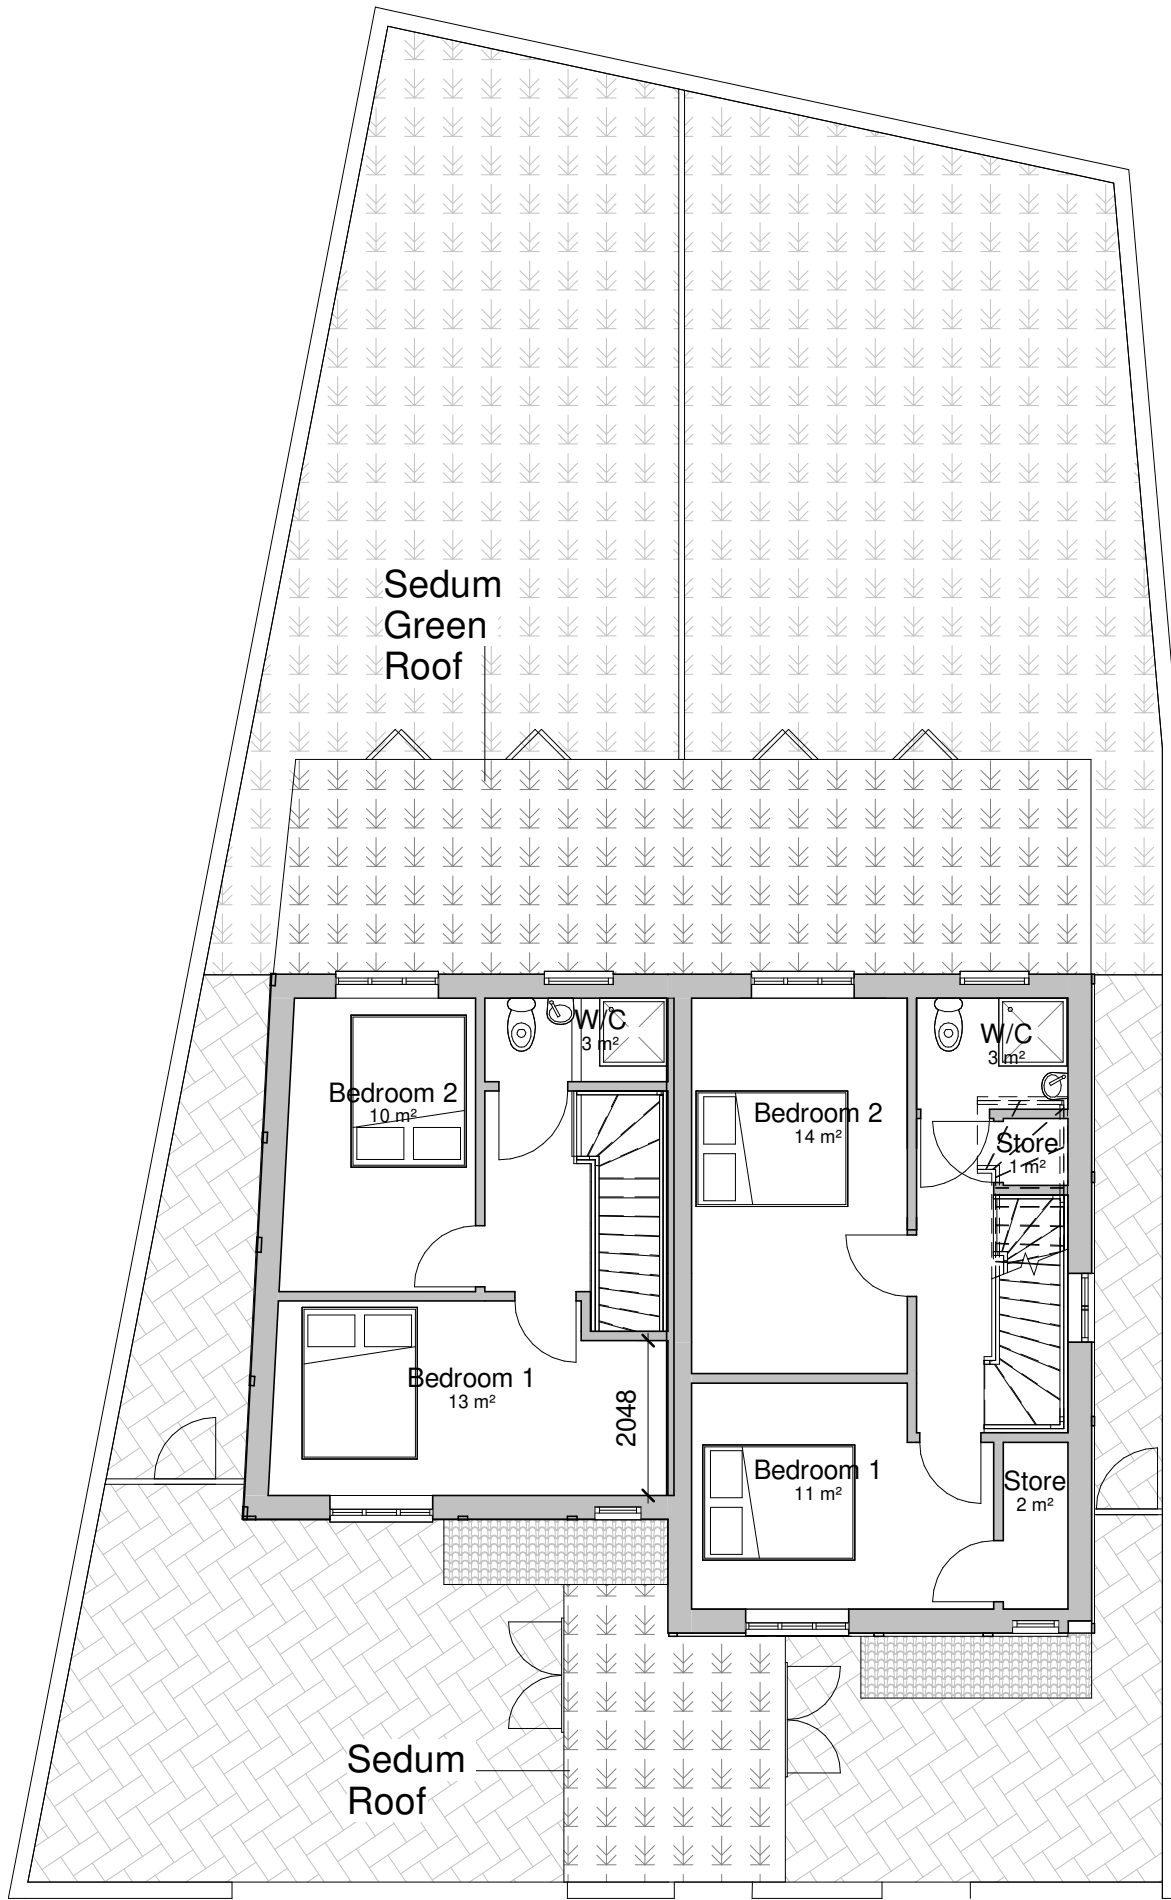 Sedum
Green
Roof
W/C
3 m²
W/C
3 m²
Bedroom 2
10 m²
Bedroom 2
14 m²
Store
1 m²
Bedroom 1
13 m²
2048
Bedroom 1
11 m²
Store
2 m²
Sedum
Roof